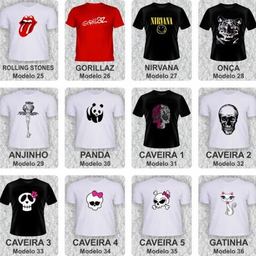 GORILLAZ
NIRVANA
ROLLING STONES
GORILLAZ
NIRVANA
ONÇA
Modelo 25
Modelo 26
Modelo 27
Modelo 28
ANJINHO
PANDA
CAVEIRA 1
CAVEIRA 2
Modelo 29
Modelo 30
Modelo 31
Modelo 32
CAVEIRA 3
CAVEIRA 4
CAVEIRA 5
GATINHA
Modelo 33
Modelo 34
Modelo 35
Modelo 36